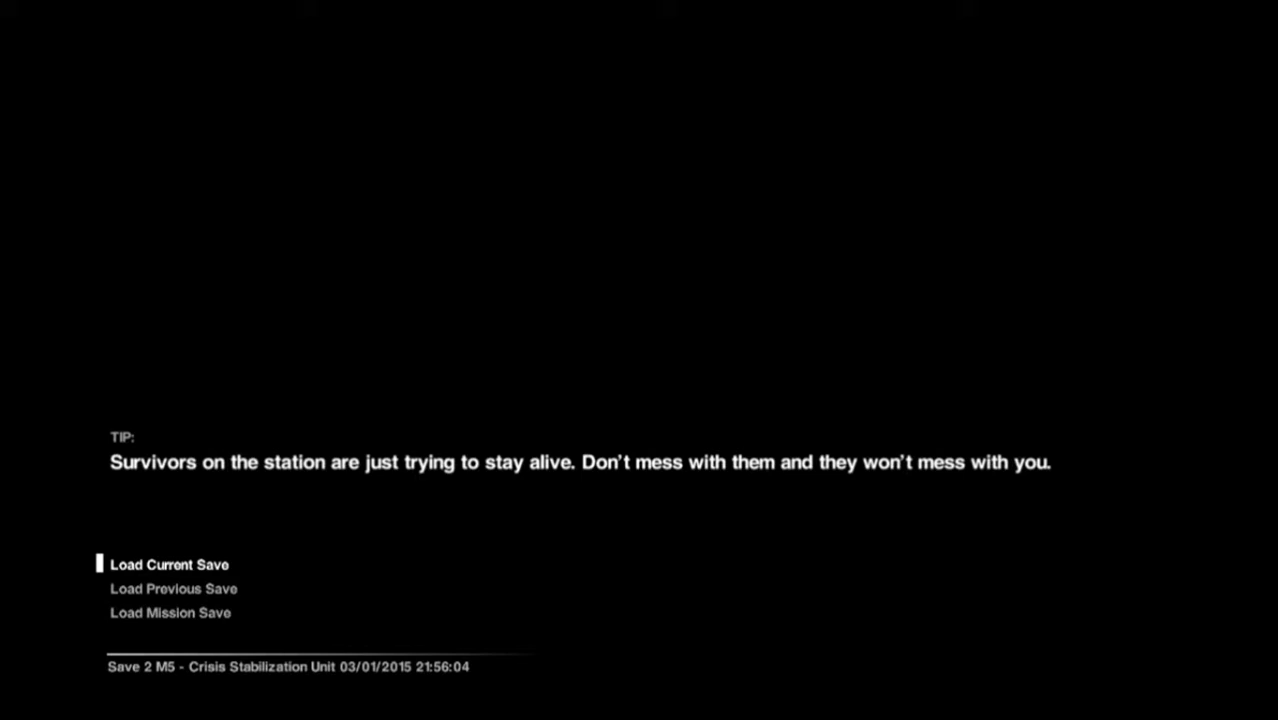 TIP:
Survivors on the station are just trying to stay alive. Don't mess with them and they won't mess with you.
Load Current Save
Load Previous Save
Load Mission Save
Save 2 M5 - Crisis Stabilization Unit 03/01/2015 21:56:04